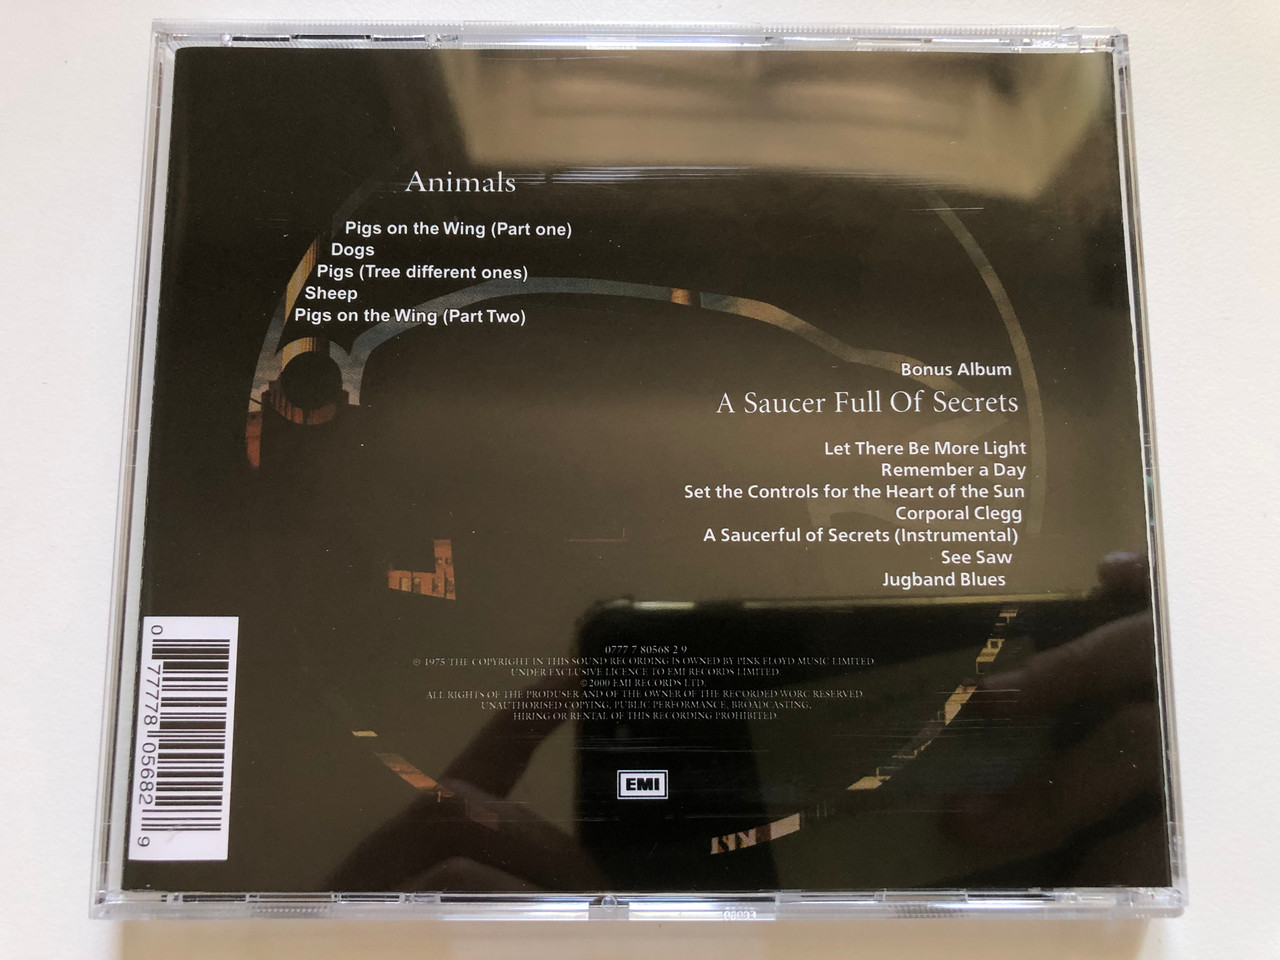 Animals
Pigs on the Wing (Part one)
Dogs
Pigs (Tree different ones)
Sheep
Pigs on the Wing (Part Two)
Bonus Album
A Saucer Full Of Secrets
Let There Be More Light
Remember a Day
Set the Controls for the Heart of the Sun
Corporal Clegg
A Saucerful of Secrets (Instrumental)
See Saw
Jugband Blues
0777 7 80568 2 9
℗ 1975 THE COPYRIGHT IN THIS SOUND RECORDING IS OWNED BY PINK FLOYD MUSIC LIMITED
UNDER EXCLUSIVE LICENCE TO EMI RECORDS LIMITED
© 2000 EMI RECORDS LTD.
ALL RIGHTS OF THE PRODUSER AND OF THE OWNER OF THE RECORDED WORC RESERVED.
UNAUTHORISED COPYING, PUBLIC PERFORMANCE, BROADCASTING,
HIRING OR RENTAL OF THIS RECORDING PROHIBITED.
EMI
0 77778 05682 9